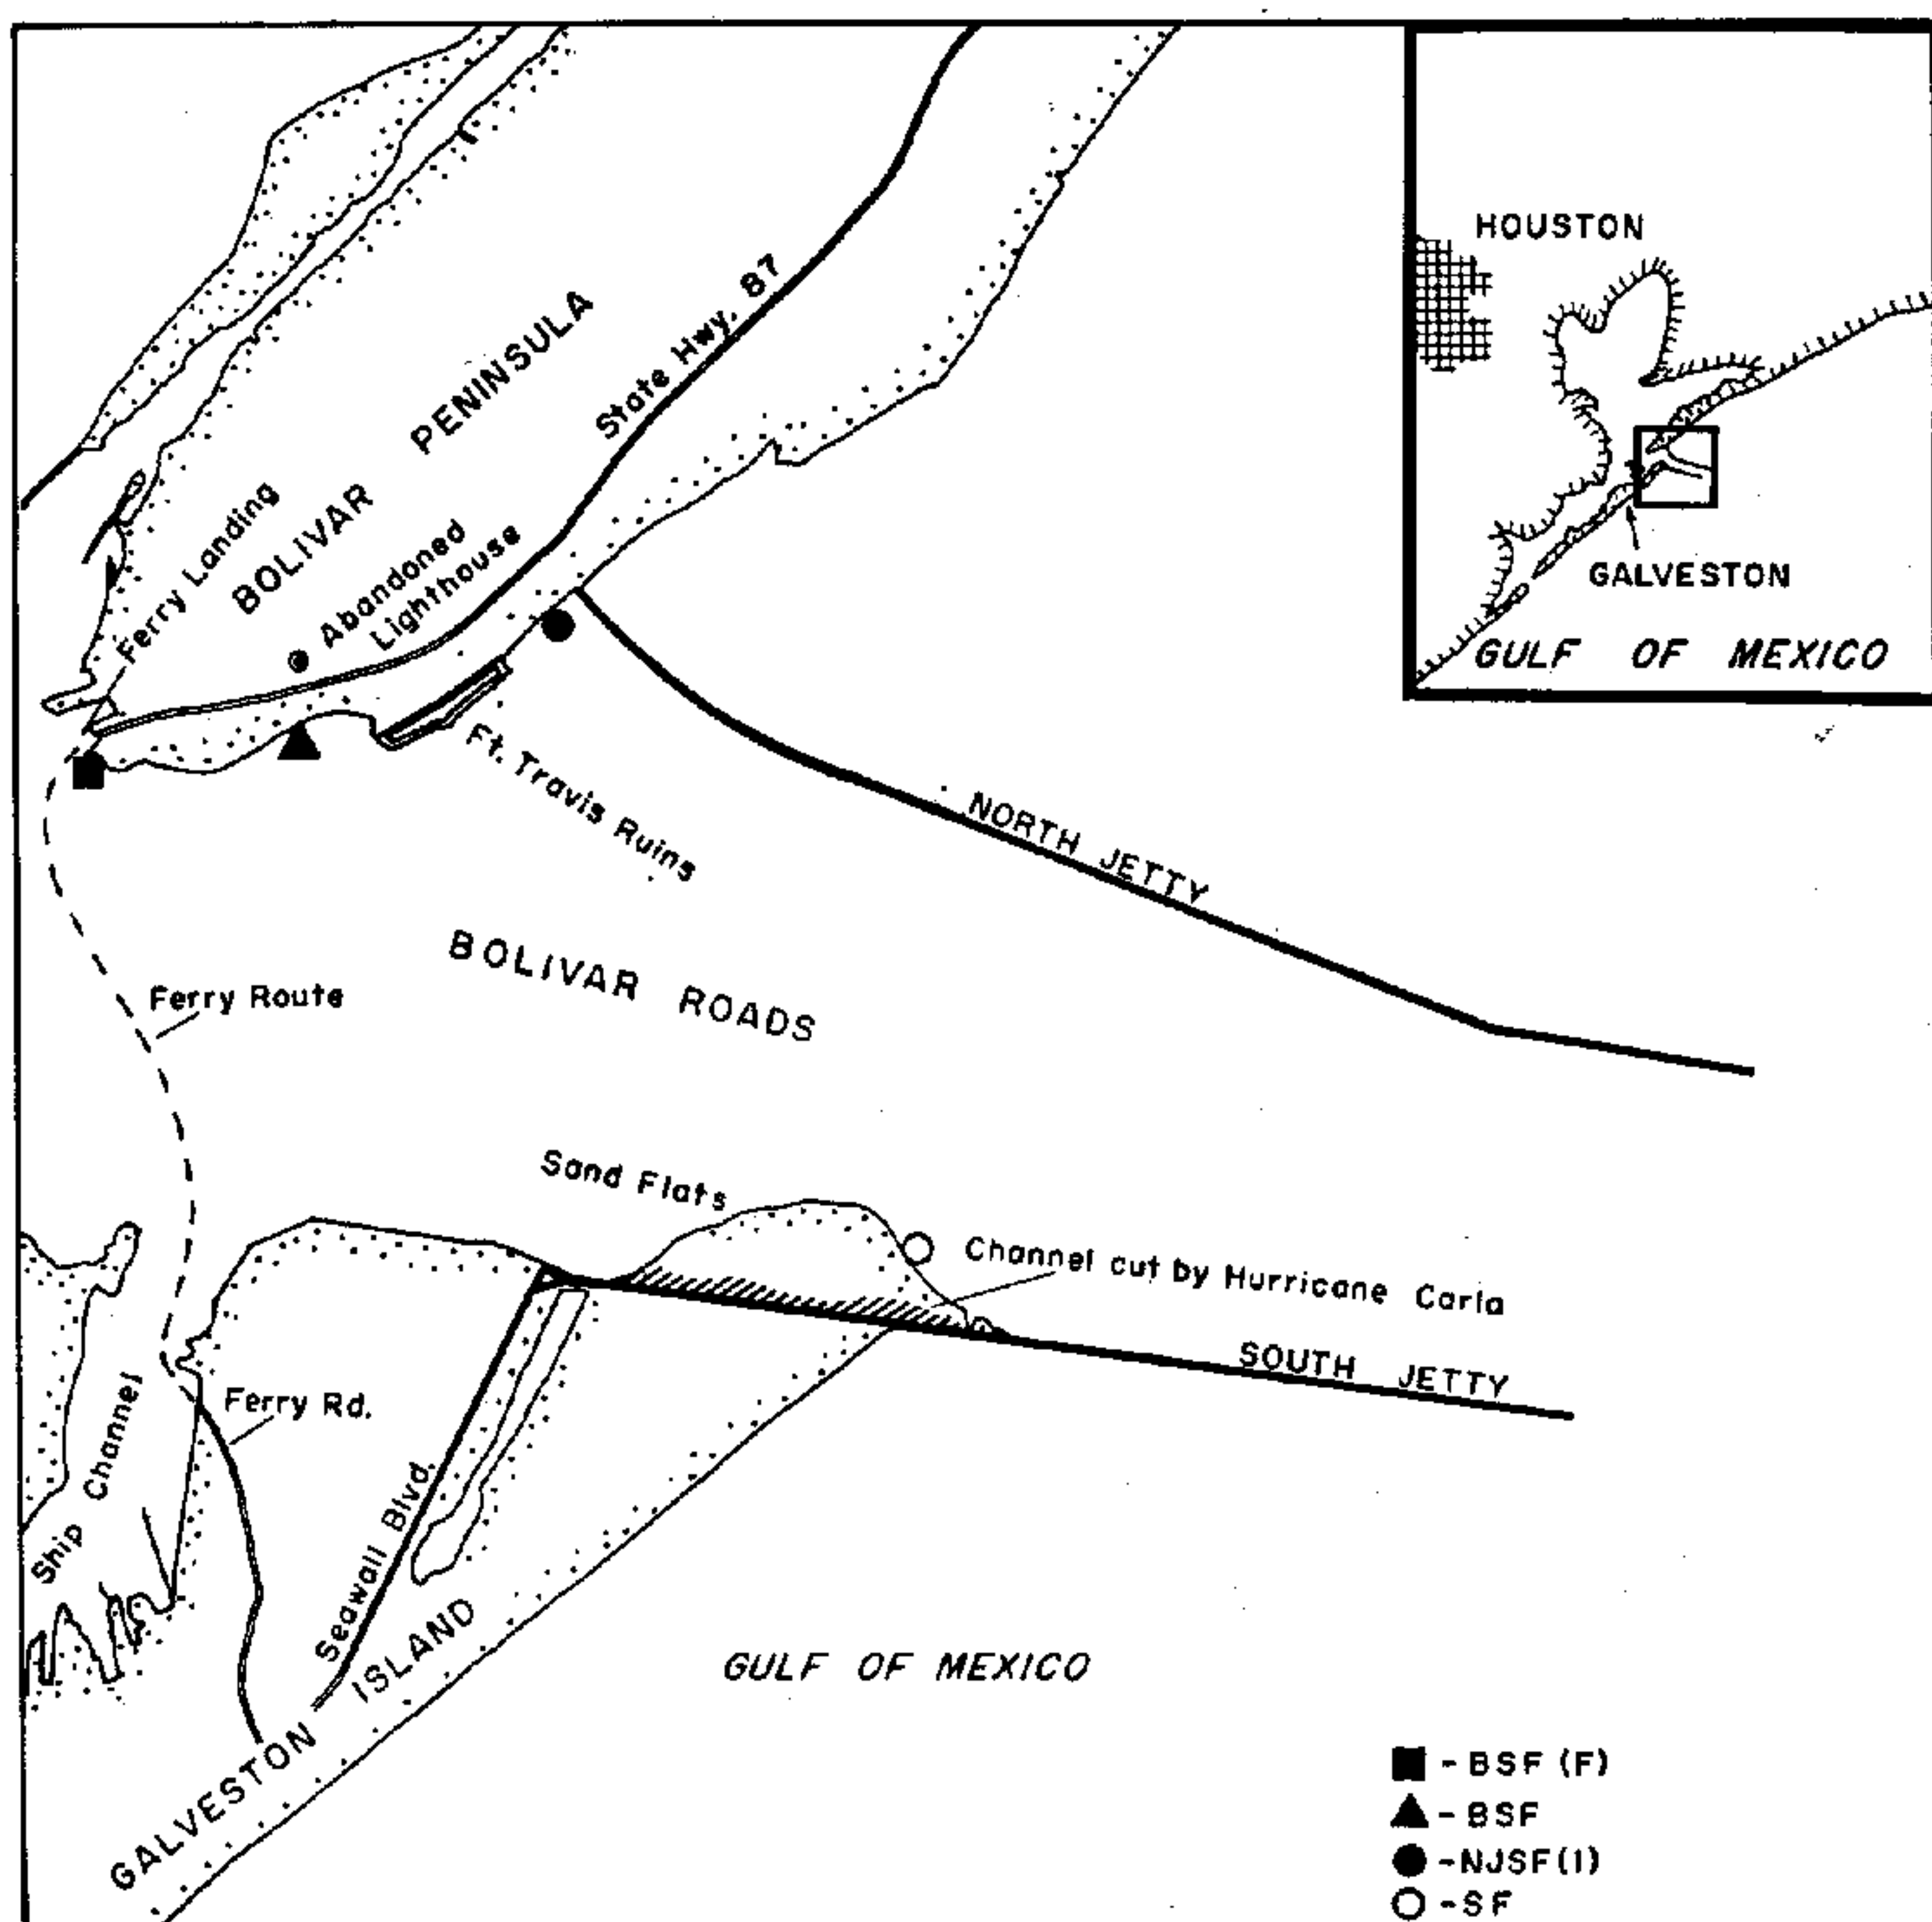 HOUSTON
GALVESTON
GULF OF MEXICO
State Hwy. 87
BOLIVAR PENINSULA
Ferry Landing
Abandoned
Lighthouse
Ft. Travis Ruins
NORTH JETTY
BOLIVAR ROADS
Ferry Route
Sand Flats
Channel cut by Hurricane Carla
SOUTH JETTY
Ferry Rd.
Ship Channel
Seawall Blvd.
GALVESTON ISLAND
GULF OF MEXICO
- BSF (F)
- BSF
- NJSF (1)
- SF